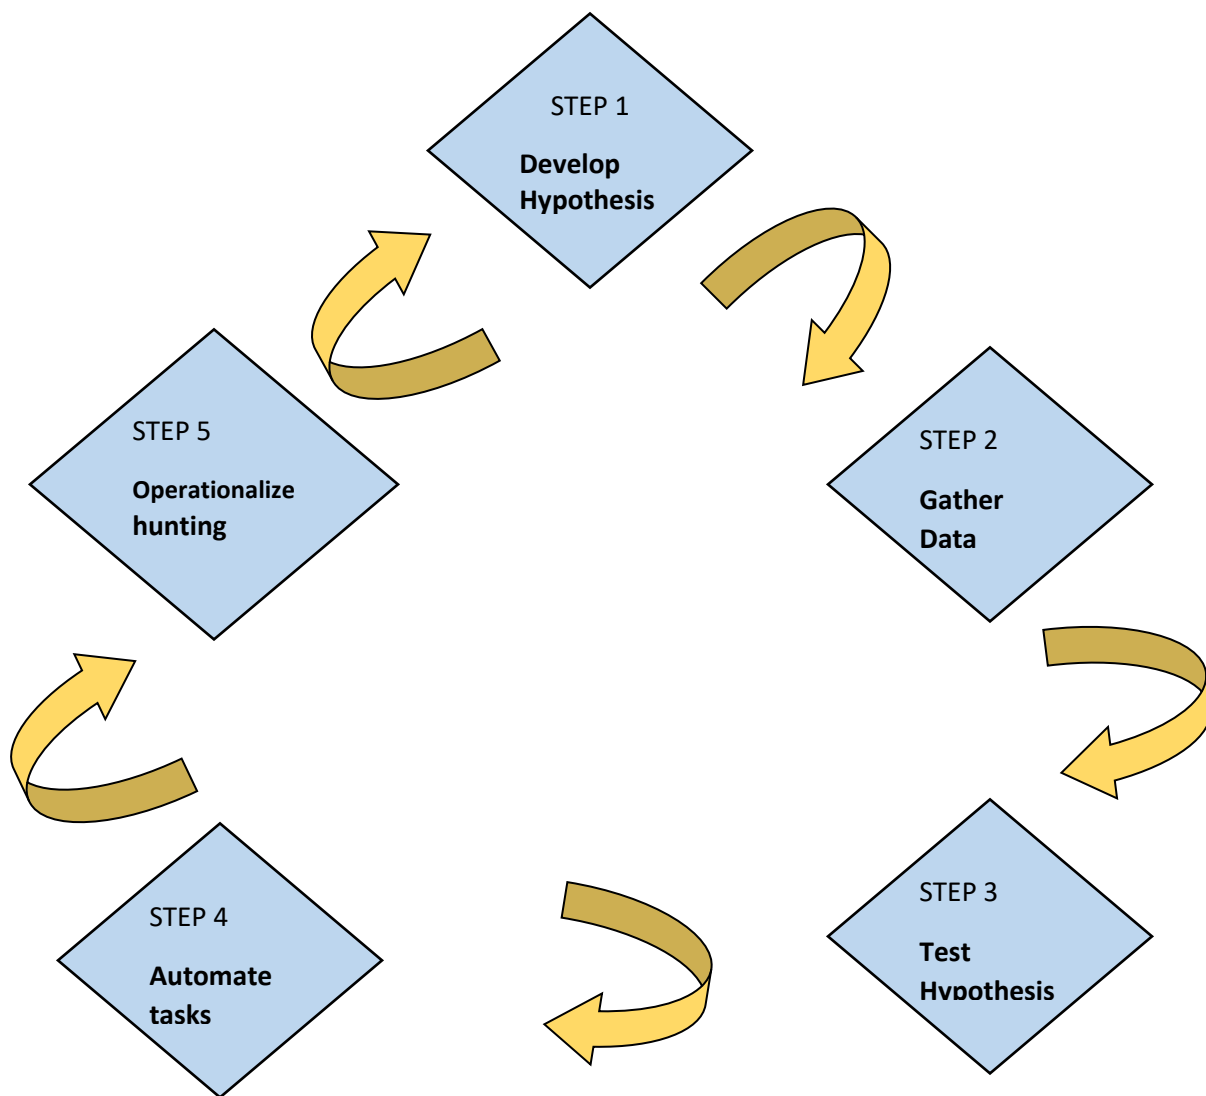 STEP 1
Develop
Hypothesis
STEP 2
Gather
Data
STEP 3
Test
Hypothesis
STEP 4
Automate
tasks
STEP 5
Operationalize
hunting